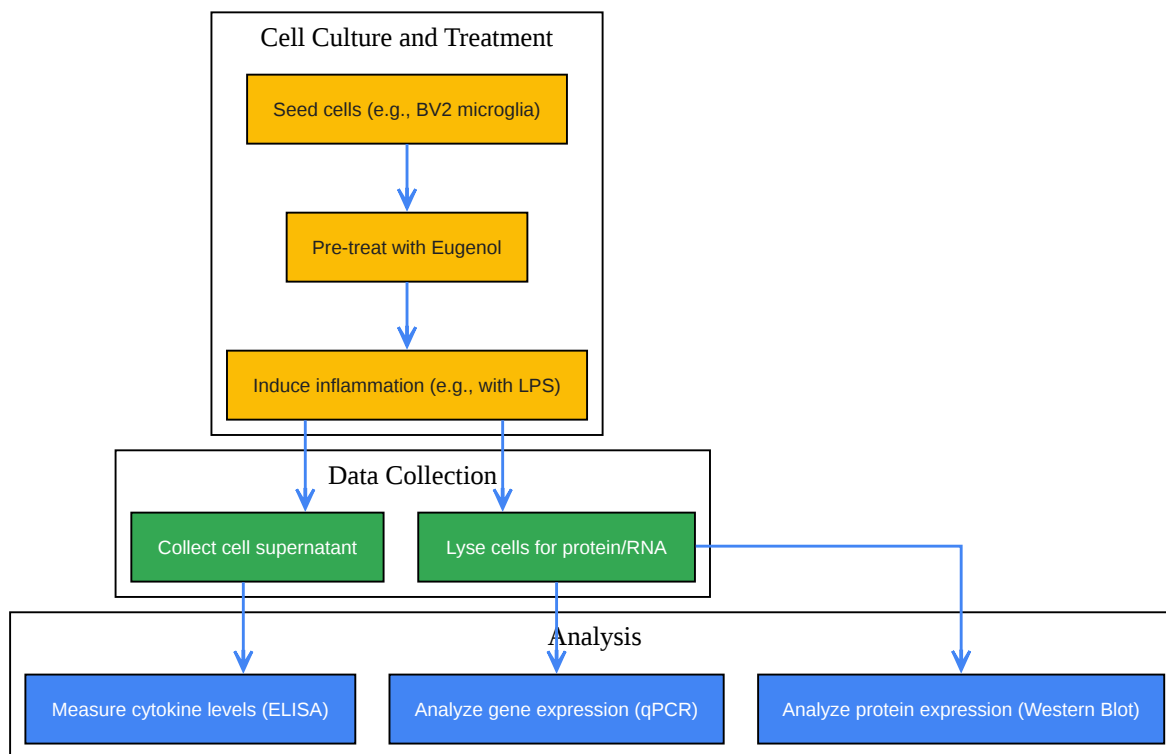 Cell Culture and Treatment
Seed cells (e.g., BV2 microglia)
Pre-treat with Eugenol
Induce inflammation (e.g., with LPS)
Data Collection
Collect cell supernatant
Lyse cells for protein/RNA
Analysis
Measure cytokine levels (ELISA)
Analyze gene expression (qPCR)
Analyze protein expression (Western Blot)